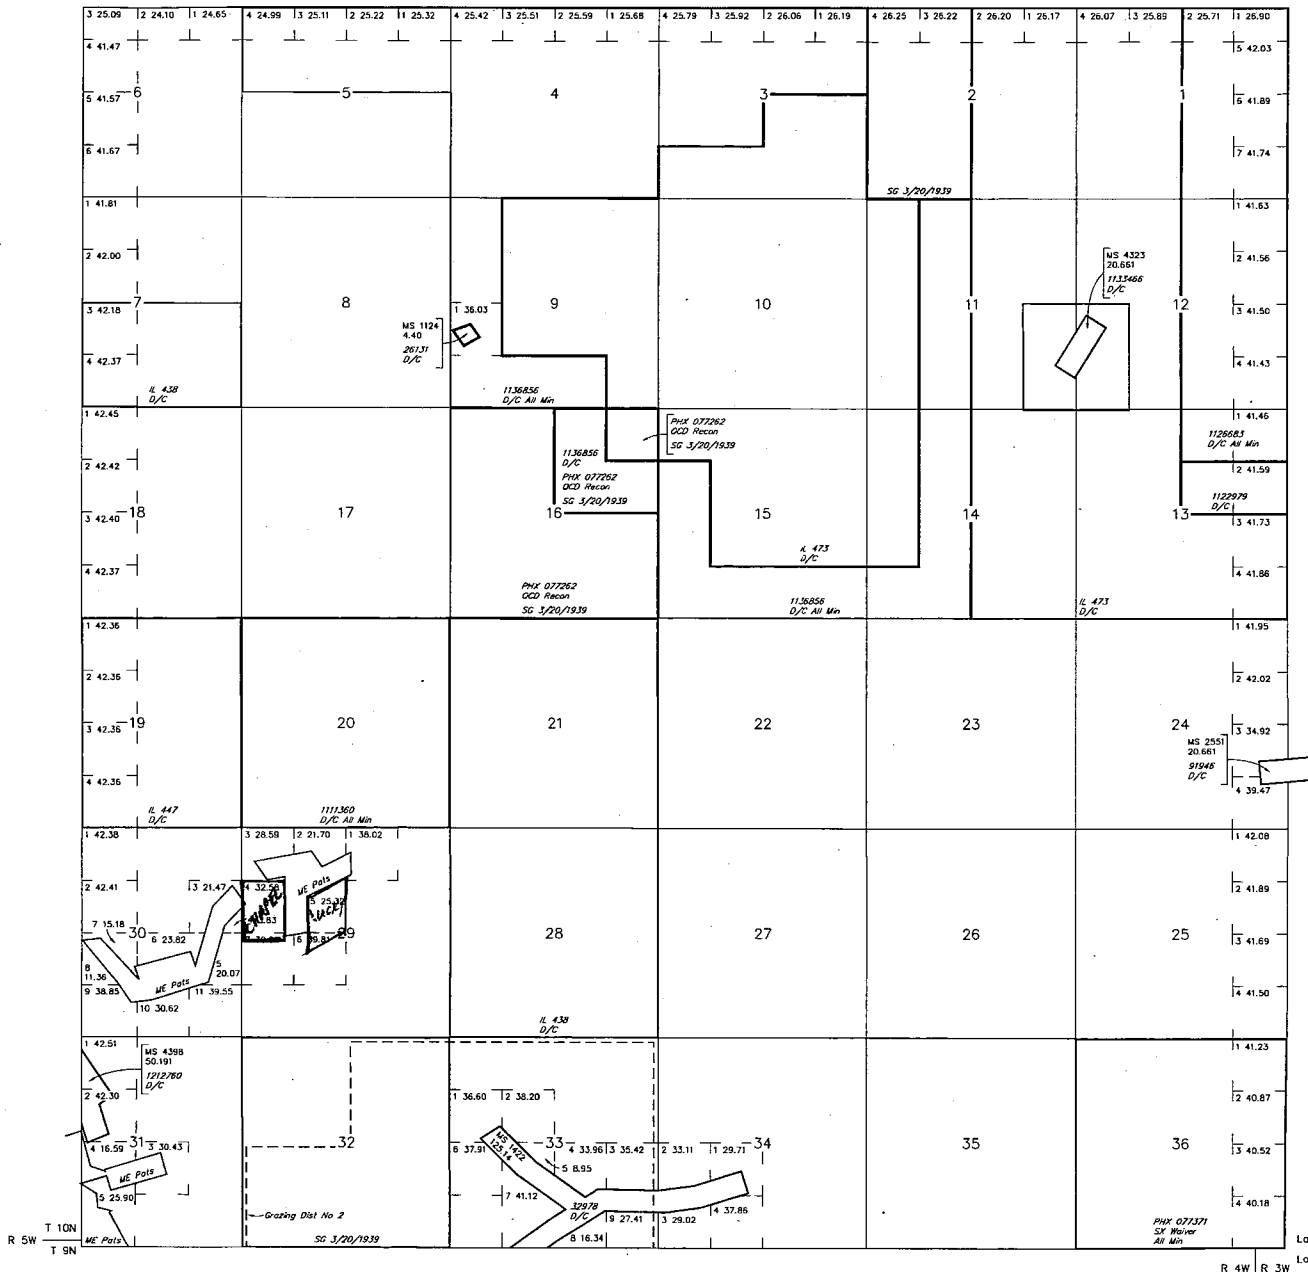 3 25.09 2 24.10 1 24.65 4 24.99 3 25.11 2 25.22 1 25.32 4 25.42 3 25.51 2 25.59 1 25.68 4 25.79 3 25.92 2 26.06 1 26.19 4 26.25 3 26.22 2 26.20 1 26.17 4 26.07 3 25.89 2 25.71 1 26.90
4 41.47 5 42.03
5 41.57 6 5 4 3 2 1 6 41.89
6 41.67 7 41.74
SG 3/20/1939
1 41.81 1 41.63
2 42.00 2 41.56
MS 4323
20.661
1133466
D/C
7 8 9 10 11 12
3 42.18 1 36.03 3 41.50
MS 1124
4.40
26131
D/C
4 42.37 4 41.43
IL 438
D/C
1136856
D/C All Min
1 42.45 1 41.46
PHX 077262
OCD Recon
SG 3/20/1939
1126683
D/C All Min
2 42.42 2 41.59
1136856
D/C
PHX 077262
OCD Recon
SG 3/20/1939
1122979
D/C
3 42.40 18 17 16 15 14 13 3 41.73
IL 473
D/C
4 42.37 4 41.86
PHX 077262
OCD Recon
SG 3/20/1939
1136856
D/C All Min
IL 473
D/C
1 42.36 1 41.95
2 42.36 2 42.02
3 42.36 19 20 21 22 23 24 3 34.92
MS 2551
20.661
91946
D/C
4 42.36 4 39.47
IL 447
D/C
1111360
D/C All Min
1 42.38 3 28.59 2 21.70 1 38.02 1 42.08
2 42.41 3 21.47 4 32.58 ME Pats 2 41.89
CHAPEL 5 25.32
7 15.18 30 6 23.82 6 39.81 29 28 27 26 25 3 41.69
8
11.36
5
20.07
9 38.85 ME Pats 11 39.55 4 41.50
10 30.62
IL 438
D/C
1 42.51 1 41.23
MS 4398
50.191
1212760
D/C
2 42.30 1 36.60 2 38.20 2 40.87
31 32 33 34 35 36
4 16.59 3 30.43 6 37.91 4 33.96 3 35.42 2 33.11 1 29.71 3 40.52
MS 1422
125.14
ME Pats 5 8.95
5 25.90 7 41.12 4 37.86 4 40.18
32978
D/C
Grazing Dist No 2 9 27.41 3 29.02
PHX 077371
SX Waiver
All Min
T 10N
R 5W ME Pats SG 3/20/1939 8 16.34 Lo
T 9N
R 4W R 3W Lo